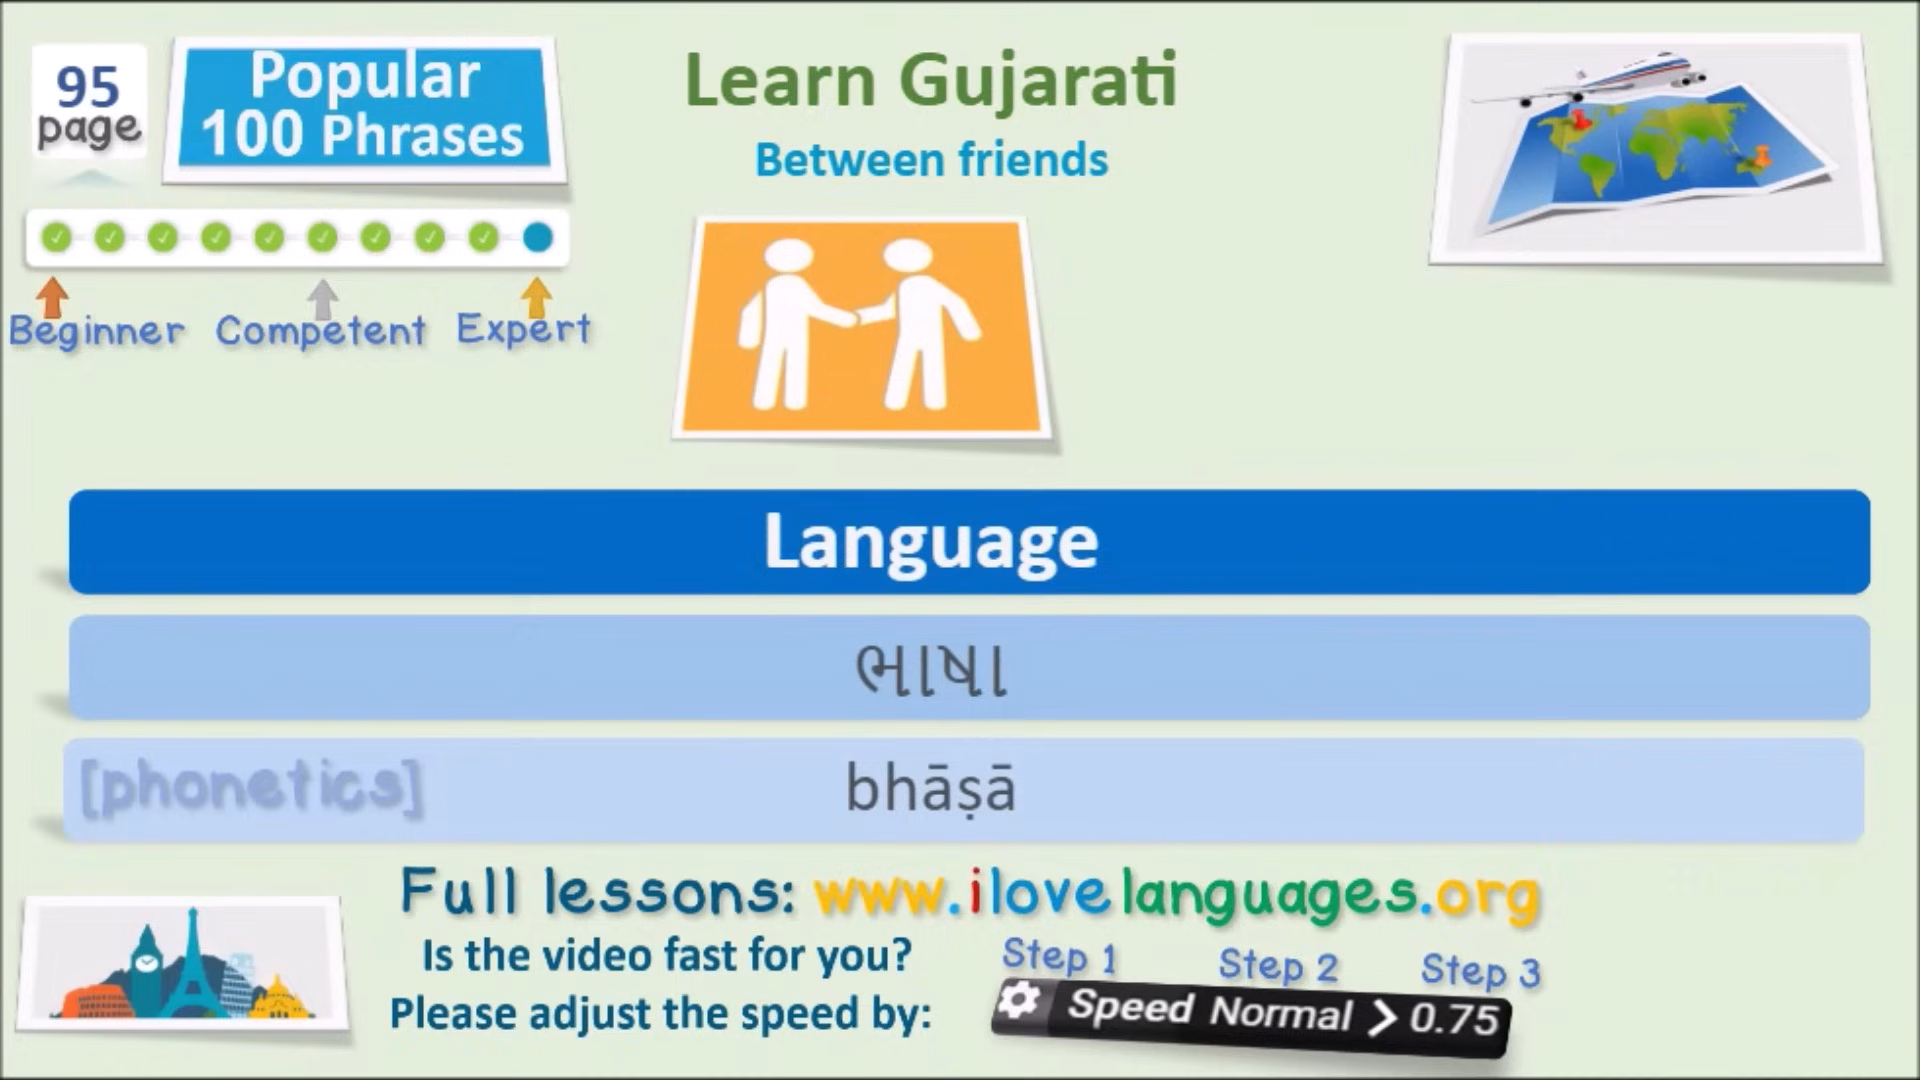 95
page
Popular
100 Phrases
Learn Gujarati
Between friends
Beginner
Competent
Expert
Language
ભાષા
[phonetics]
bhāṣā
Full lessons: www.ilovelanguages.org
Is the video fast for you?
Please adjust the speed by:
Step 1
Step 2
Step 3
Speed Normal > 0.75